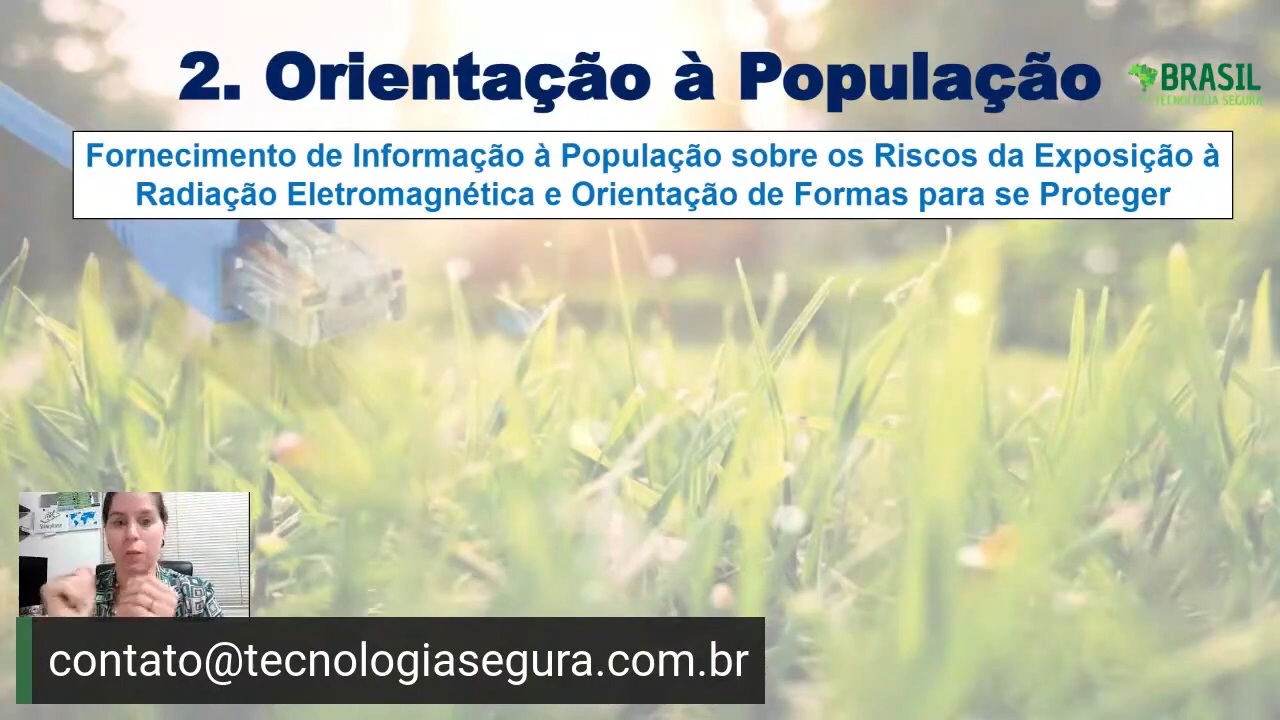 2. Orientação à População
BRASIL
TECNOLOGIA SEGURA
Fornecimento de Informação à População sobre os Riscos da Exposição à
Radiação Eletromagnética e Orientação de Formas para se Proteger
contato@tecnologiasegura.com.br